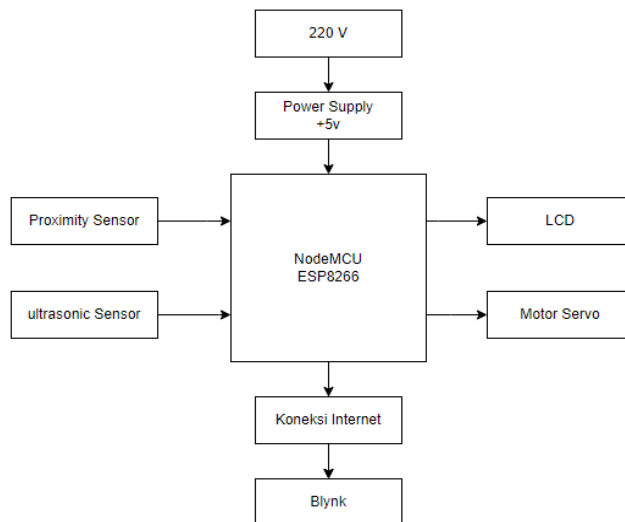 220 V
Power Supply
+5v
Proximity Sensor
NodeMCU
ESP8266
LCD
ultrasonic Sensor
Motor Servo
Koneksi Internet
Blynk